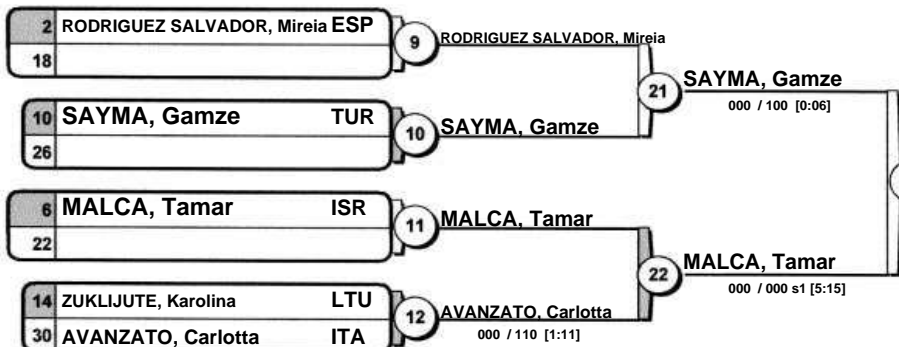 2 RODRIGUEZ SALVADOR, Mireia ESP
18
9 RODRIGUEZ SALVADOR, Mireia
10 SAYMA, Gamze TUR
26
10 SAYMA, Gamze
21 SAYMA, Gamze
000 / 100 [0:06]
6 MALCA, Tamar ISR
22
11 MALCA, Tamar
14 ZUKLIJUTE, Karolina LTU
30 AVANZATO, Carlotta ITA
12 AVANZATO, Carlotta
000 / 110 [1:11]
22 MALCA, Tamar
000 / 000 s1 [5:15]